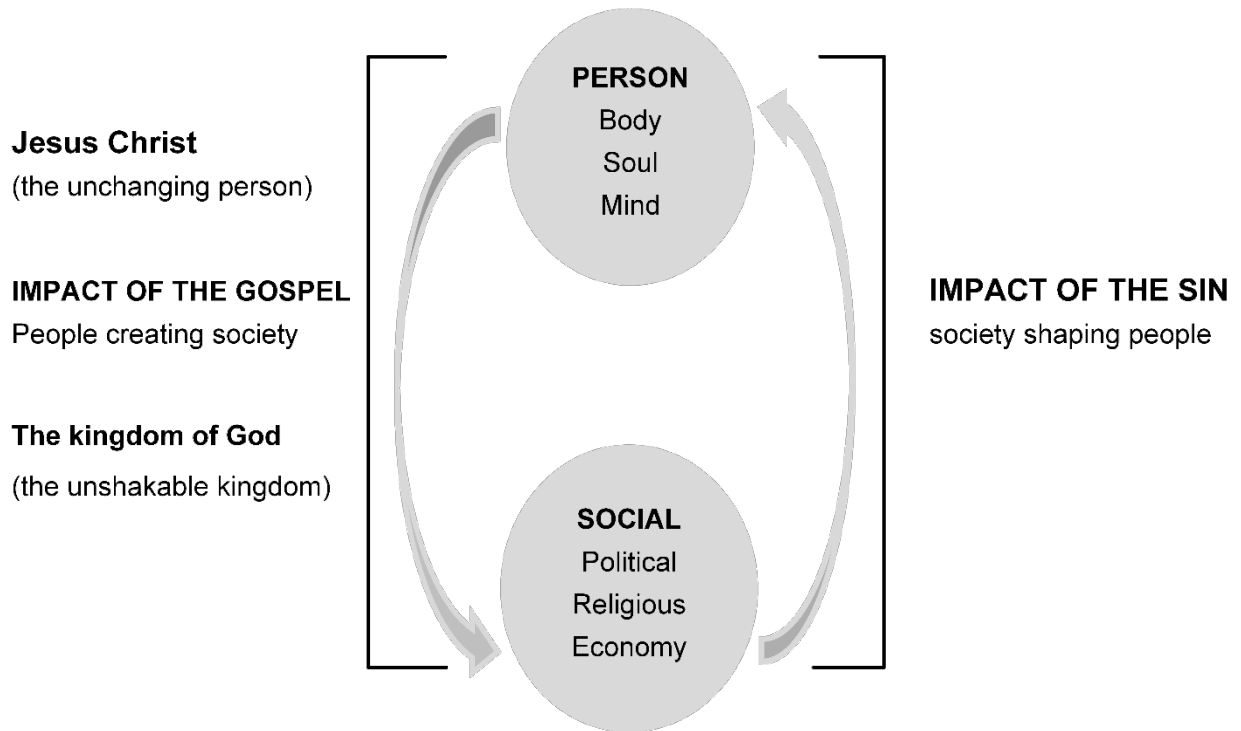 Jesus Christ
(the unchanging person)
IMPACT OF THE GOSPEL
People creating society
The kingdom of God
(the unshakable kingdom)
PERSON
Body
Soul
Mind
SOCIAL
Political
Religious
Economy
IMPACT OF THE SIN
society shaping people